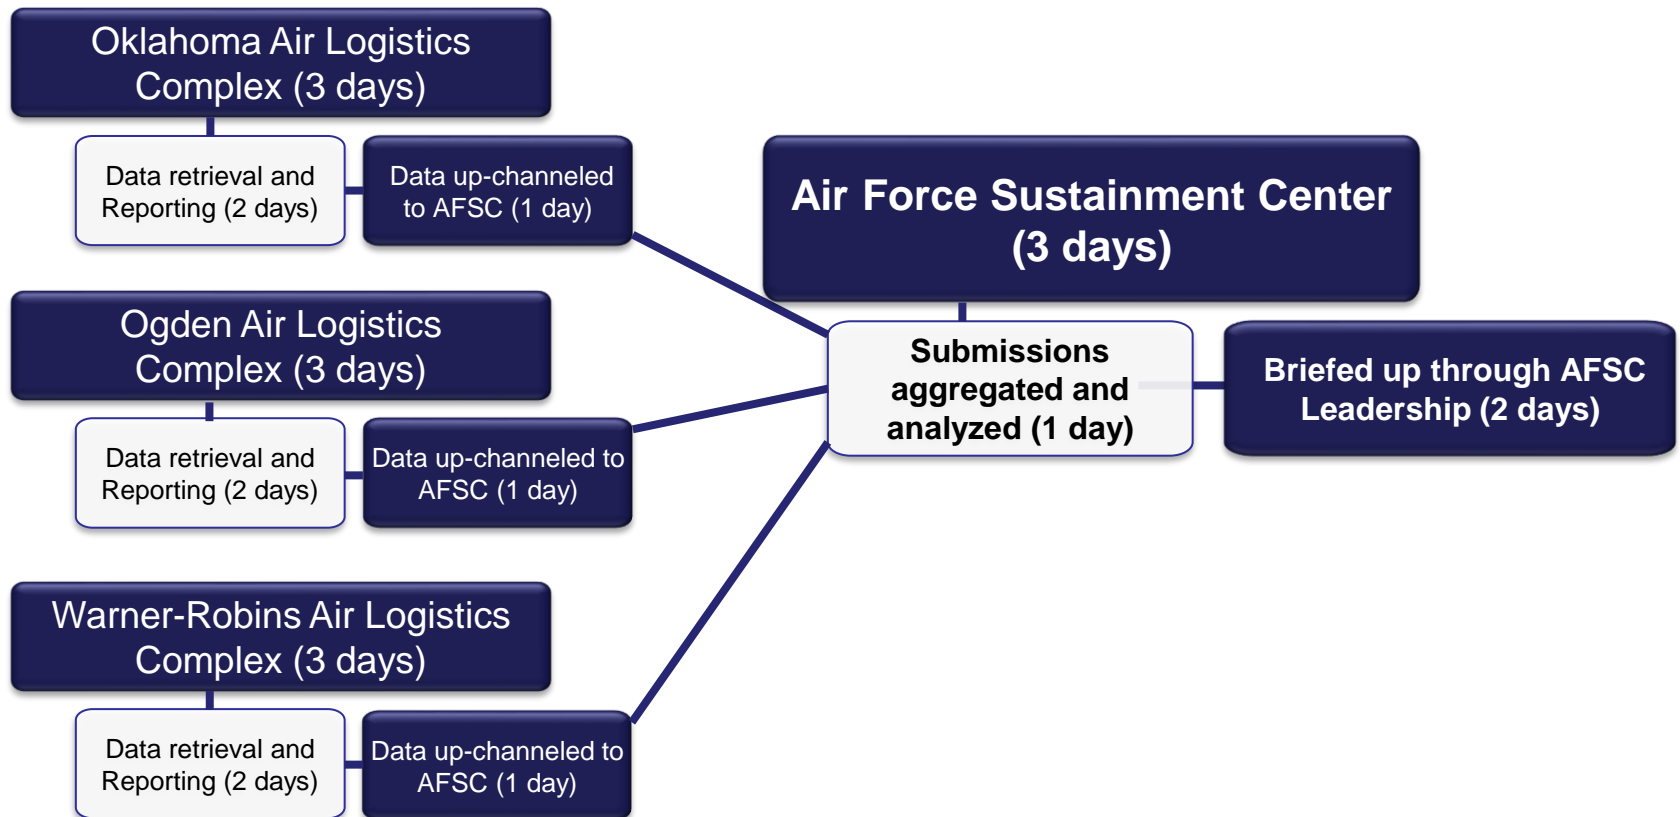 Oklahoma Air Logistics
Complex (3 days)
Data retrieval and
Reporting (2 days)
Data up-channeled
to AFSC (1 day)
Ogden Air Logistics
Complex (3 days)
Data retrieval and
Reporting (2 days)
Data up-channeled to
AFSC (1 day)
Warner-Robins Air Logistics
Complex (3 days)
Data retrieval and
Reporting (2 days)
Data up-channeled to
AFSC (1 day)
Air Force Sustainment Center
(3 days)
Submissions
aggregated and
analyzed (1 day)
Briefed up through AFSC
Leadership (2 days)